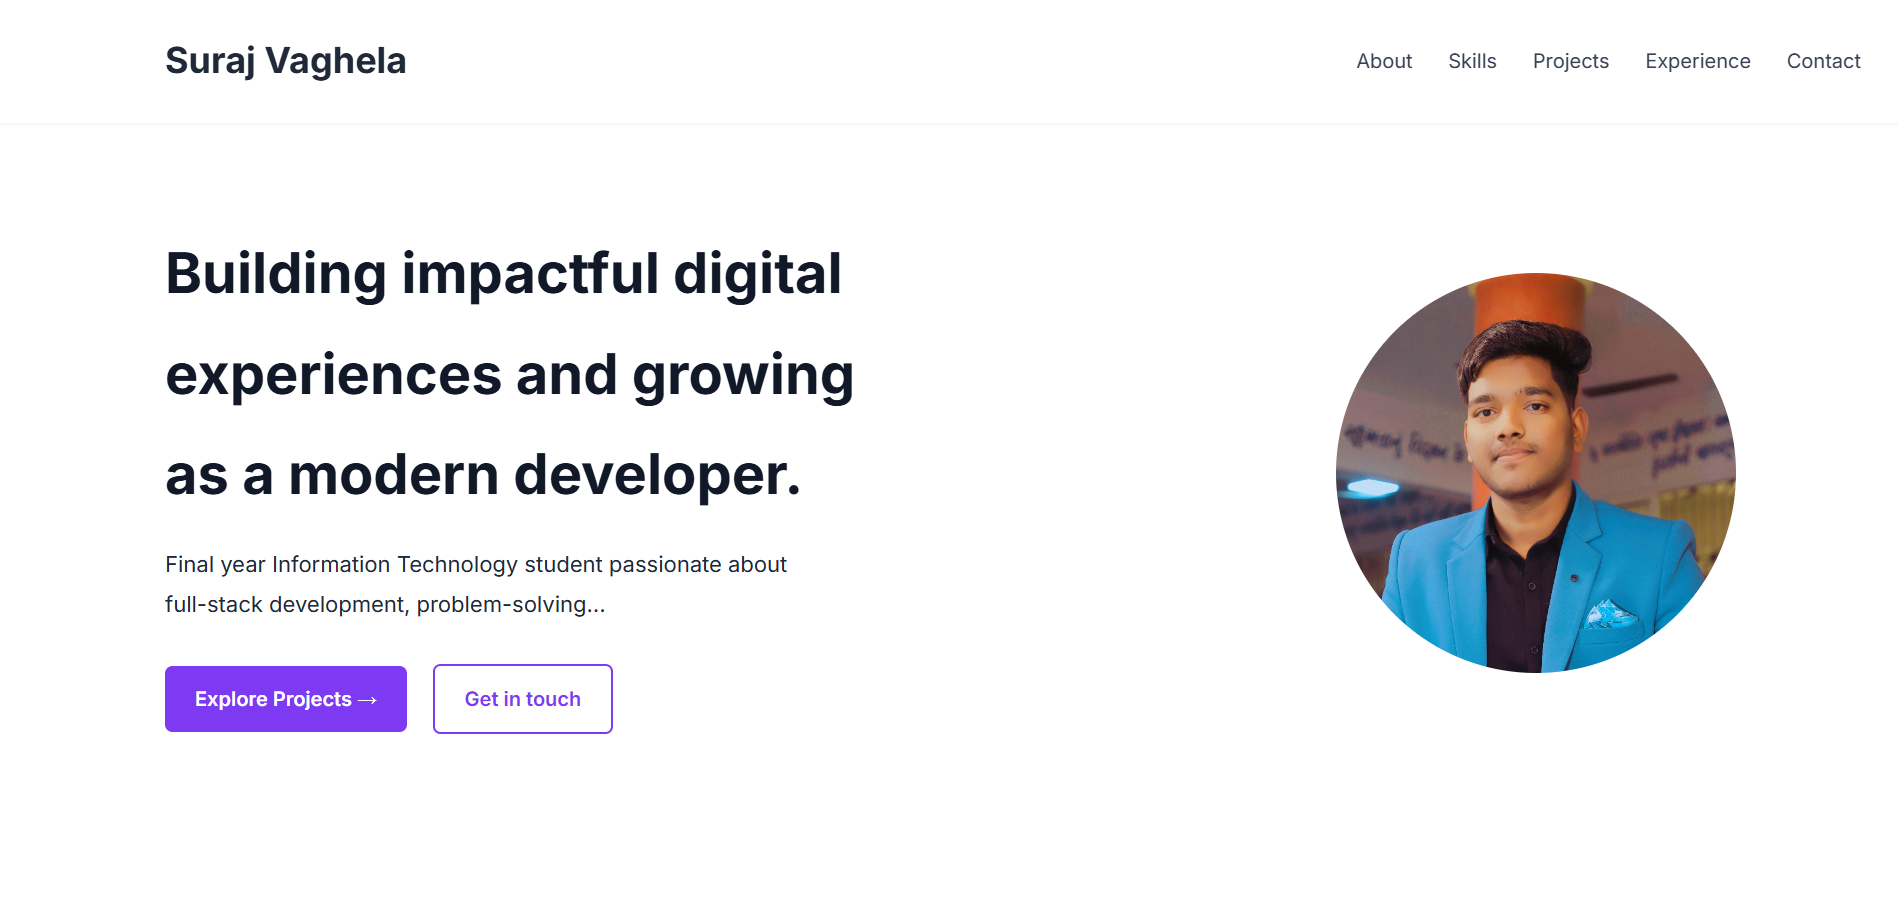 Suraj Vaghela
About Skills Projects Experience Contact
Building impactful digital
experiences and growing
as a modern developer.
Final year Information Technology student passionate about
full-stack development, problem-solving...
Explore Projects → Get in touch